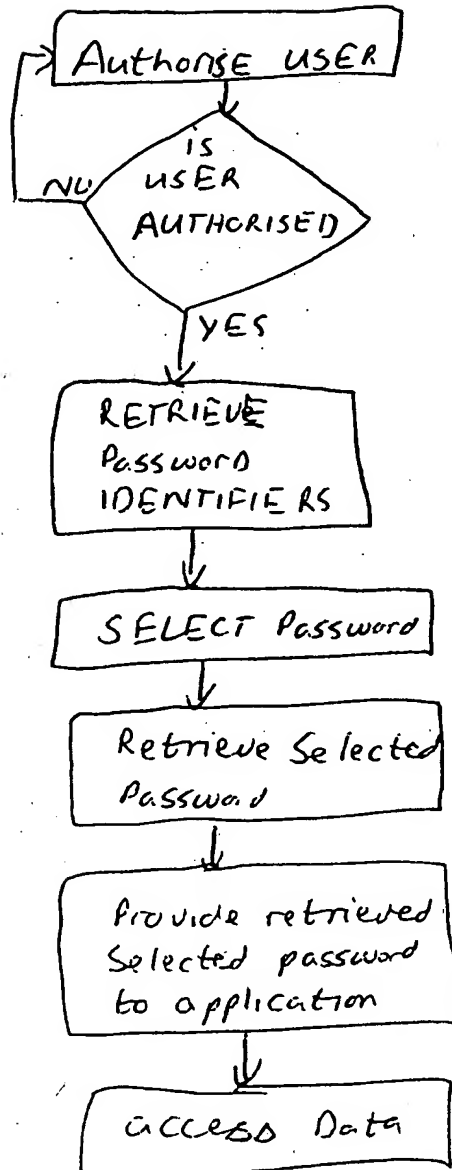 Authorise USER
is
USER
AUTHORISED
NO
YES
RETRIEVE
Password
IDENTIFIERS
SELECT Password
Retrieve Selected
Password
Provide retrieved
Selected password
to application
access Data